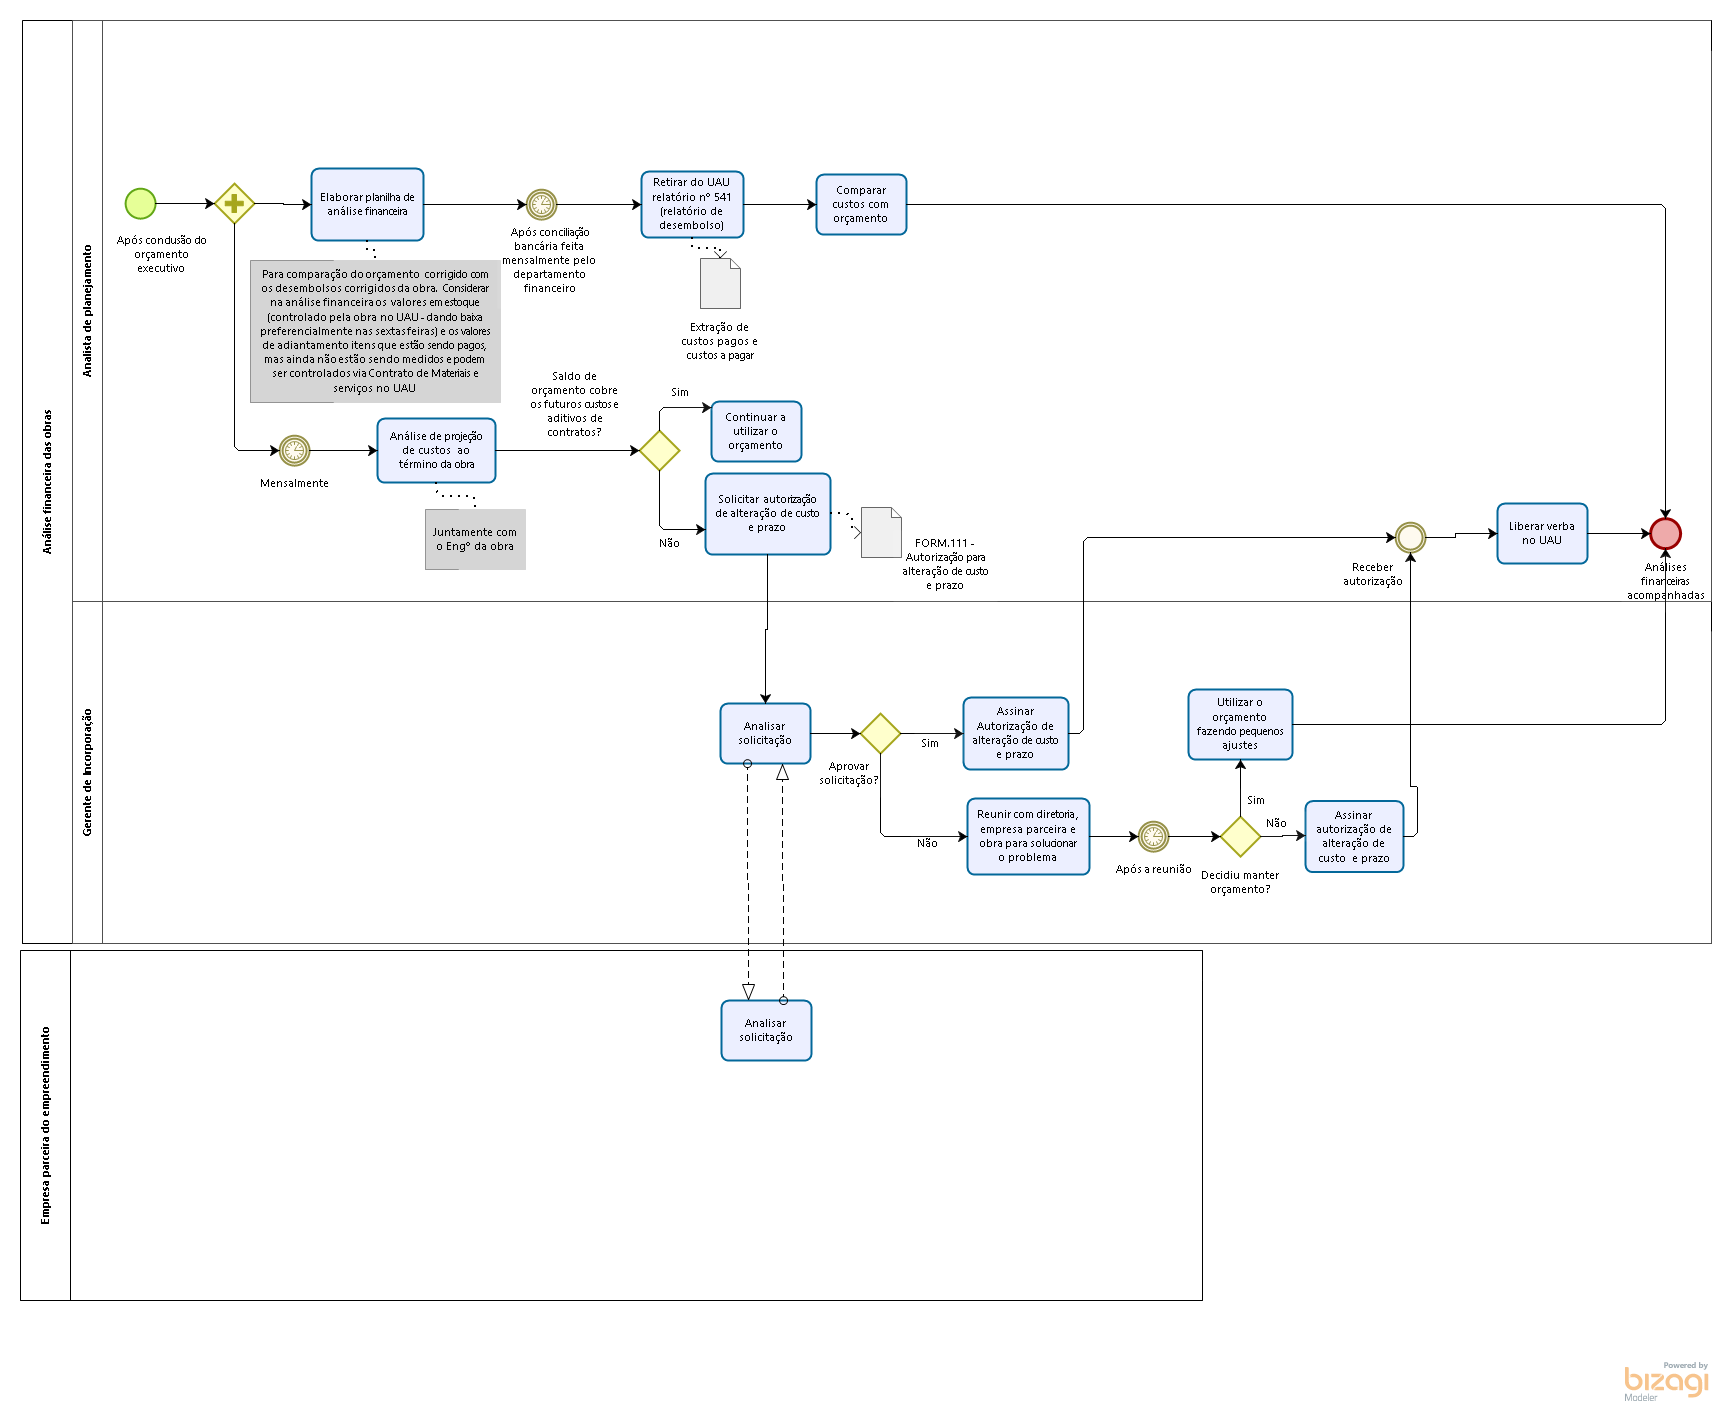 Análise financeira das obras
Analista de planejamento
Após condusão do
orçamento
executivo
Elaborar planilha de
análise financeira
Para comparação do orçamento corrigido com
os desembolsos corrigidos da obra. Considerar
na análise financeira os valores em estoque
(controlado pela obra no UAU - dando baixa
preferencialmente nas sextas feiras) e os valores
de adiantamento itens que estão sendo pagos,
mas ainda não estão sendo medidos e podem
ser controlados via Contrato de Materiais e
serviços no UAU
Após conciliação
bancária feita
mensalmente pelo
departamento
financeiro
Retirar do UAU
relatório nº 541
(relatório de
desembolso)
Extração de
custos pagos e
custos a pagar
Comparar
custos com
orçamento
Mensalmente
Análise de projeção
de custos ao
término da obra
Juntamente com
o Engº da obra
Saldo de
orçamento cobre
os futuros custos e
aditivos de
contratos?
Sim
Continuar a
utilizar o
orçamento
Não
Solicitar autorização
de alteração de custo
e prazo
FORM.111 -
Autorização para
alteração de custo
e prazo
Receber
autorização
Liberar verba
no UAU
Análises
financeiras
acompanhadas
Gerente de Incorporação
Analisar
solicitação
Aprovar
solicitação?
Sim
Assinar
Autorização de
alteração de custo
e prazo
Não
Reunir com diretoria,
empresa parceira e
obra para solucionar
o problema
Após a reunião
Decidiu manter
orçamento?
Sim
Utilizar o
orçamento
fazendo pequenos
ajustes
Não
Assinar
autorização de
alteração de
custo e prazo
Empresa parceira do empreendimento
Analisar
solicitação
Powered by
bizagi
Modeler